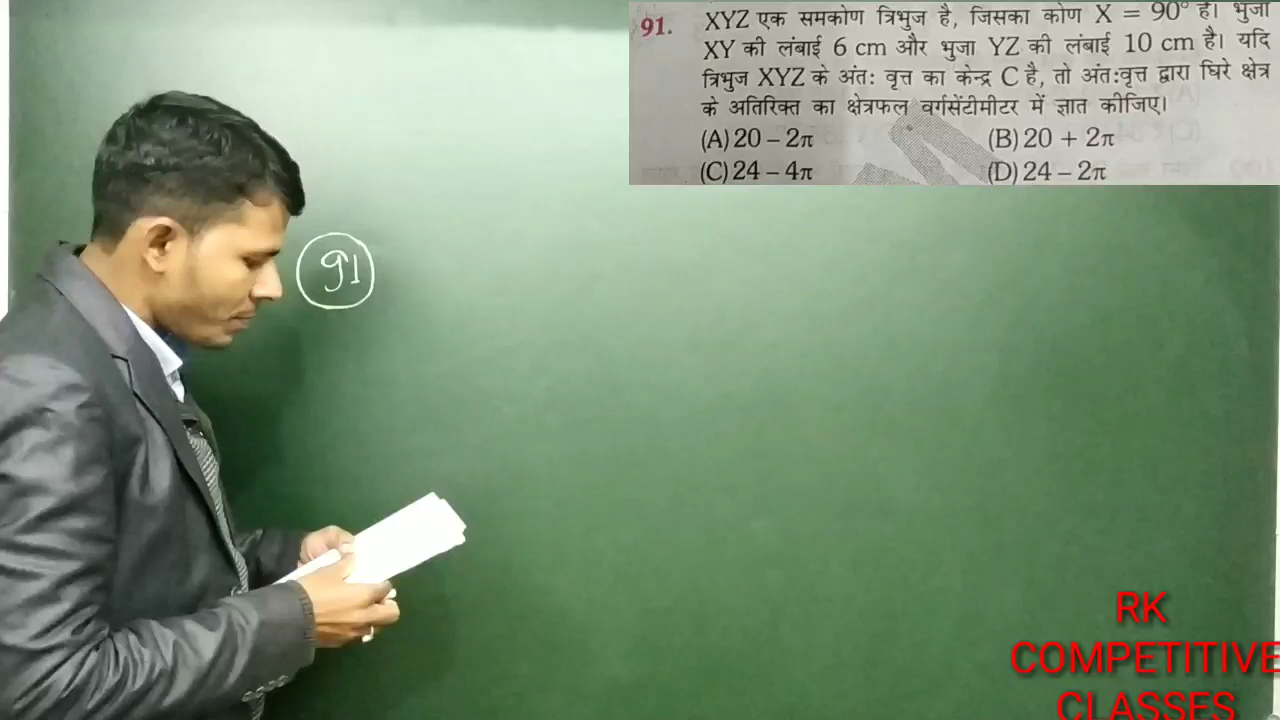 91. XYZ एक समकोण त्रिभुज है, जिसका कोण X = 90° है। भुजा
XY की लंबाई 6 cm और भुजा YZ की लंबाई 10 cm है। यदि
त्रिभुज XYZ के अंतः वृत्त का केन्द्र C है, तो अंतःवृत्त द्वारा घिरे क्षेत्र
के अतिरिक्त का क्षेत्रफल वर्गसेंटीमीटर में ज्ञात कीजिए।
(A) 20 – 2π (B) 20 + 2π
(C) 24 – 4π (D) 24 – 2π
91
RK
COMPETITIVE
CLASSES